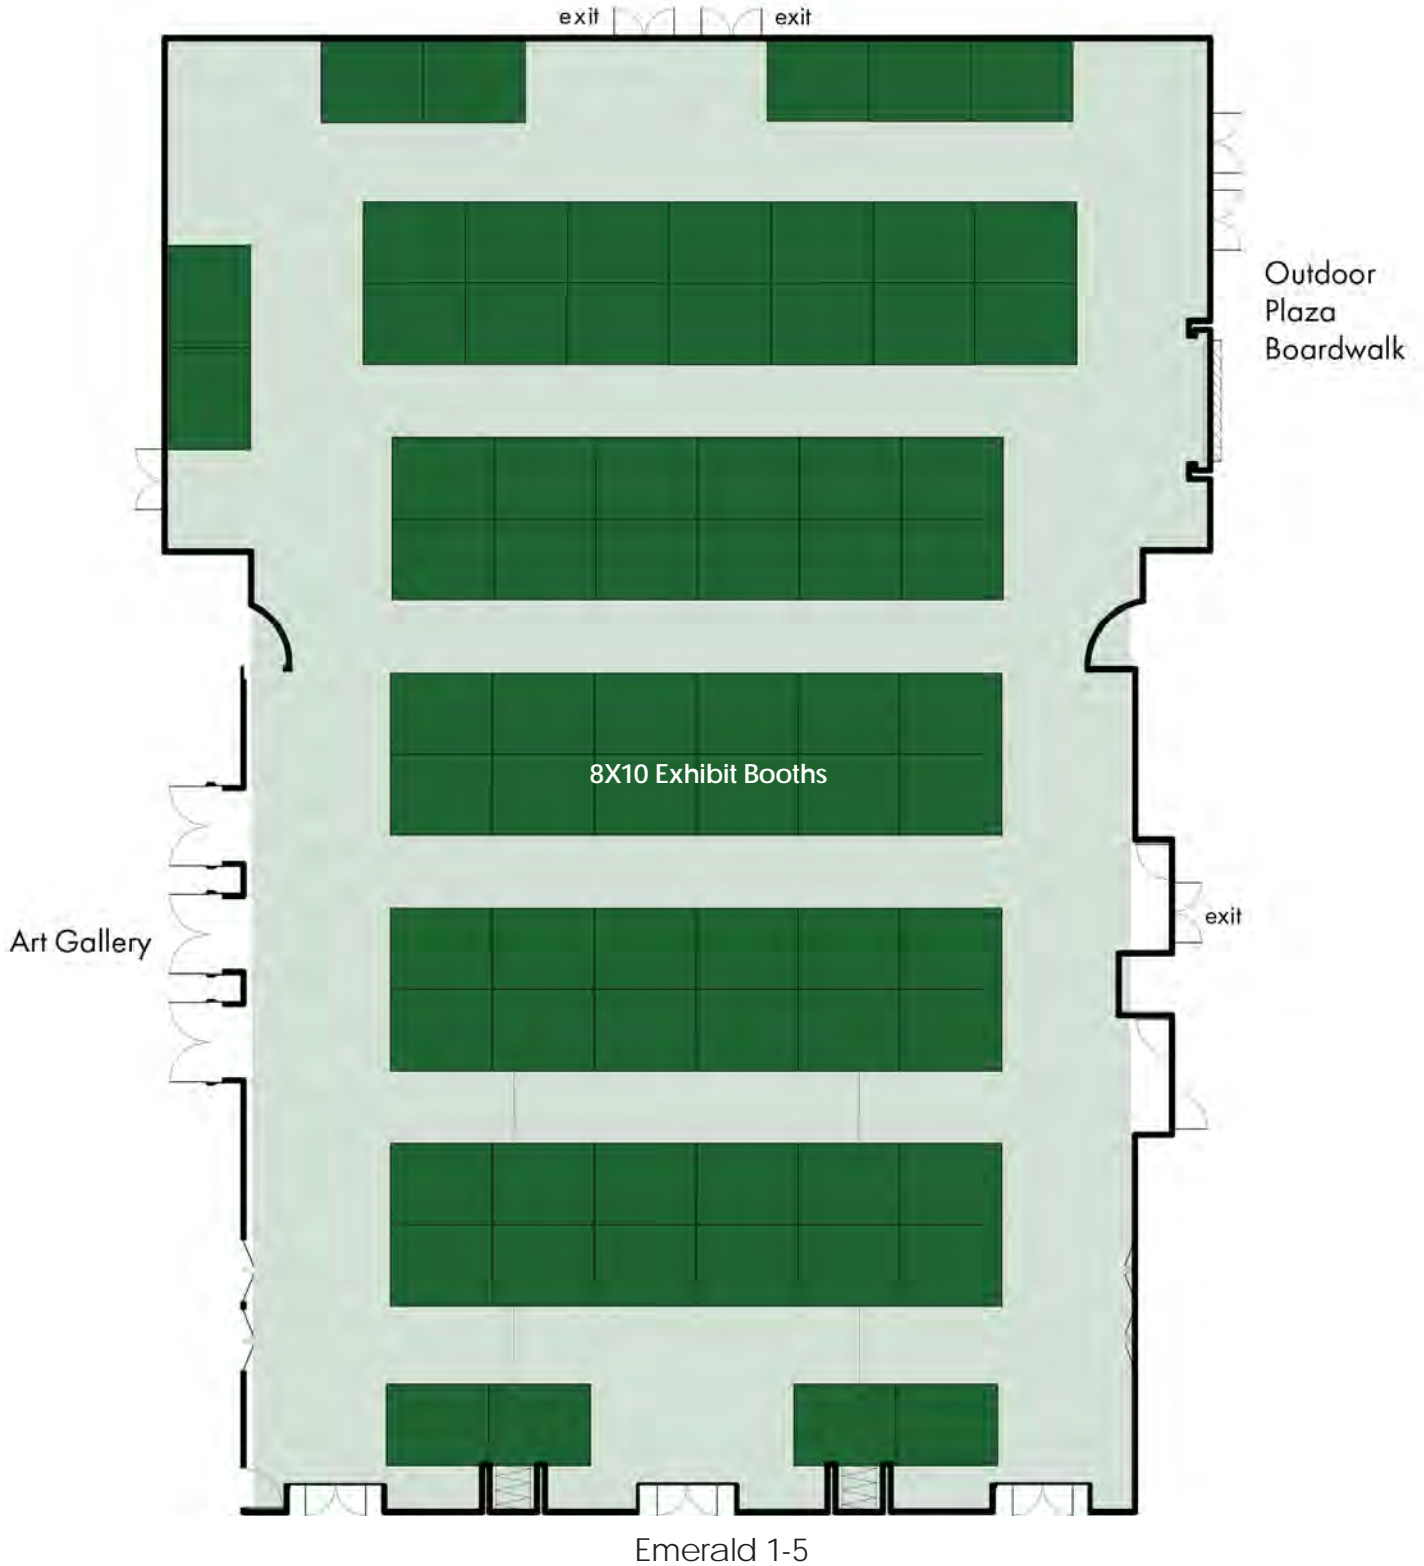 exit
exit
Outdoor
Plaza
Boardwalk
8X10 Exhibit Booths
exit
Art Gallery
Emerald 1-5